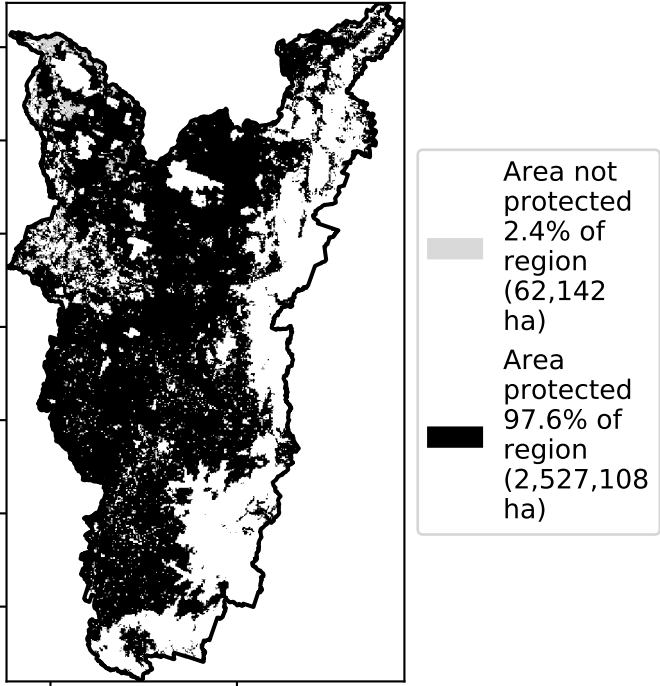 Area not
protected
2.4% of
region
(62,142
ha)
Area
protected
97.6% of
region
(2,527,108
ha)